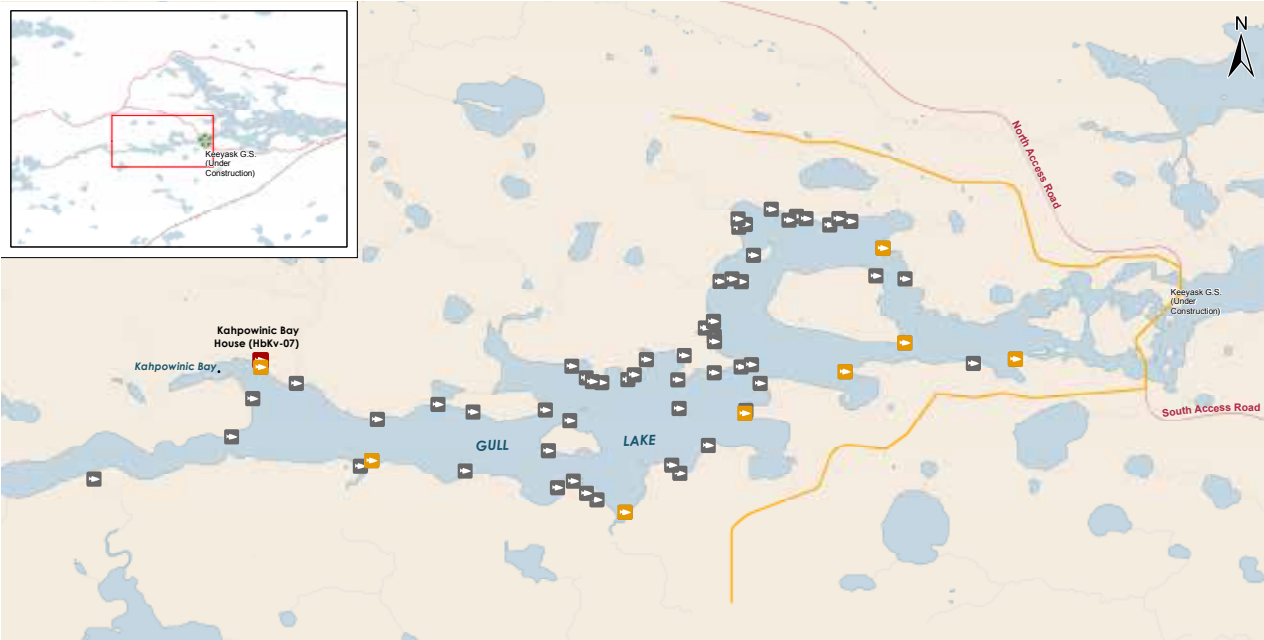 N
Keeyask G.S.
(Under
Construction)
North Access Road
Keeyask G.S.
(Under
Construction)
Kahpowinic Bay
House (HbKv-07)
Kahpowinic Bay
GULL LAKE
South Access Road